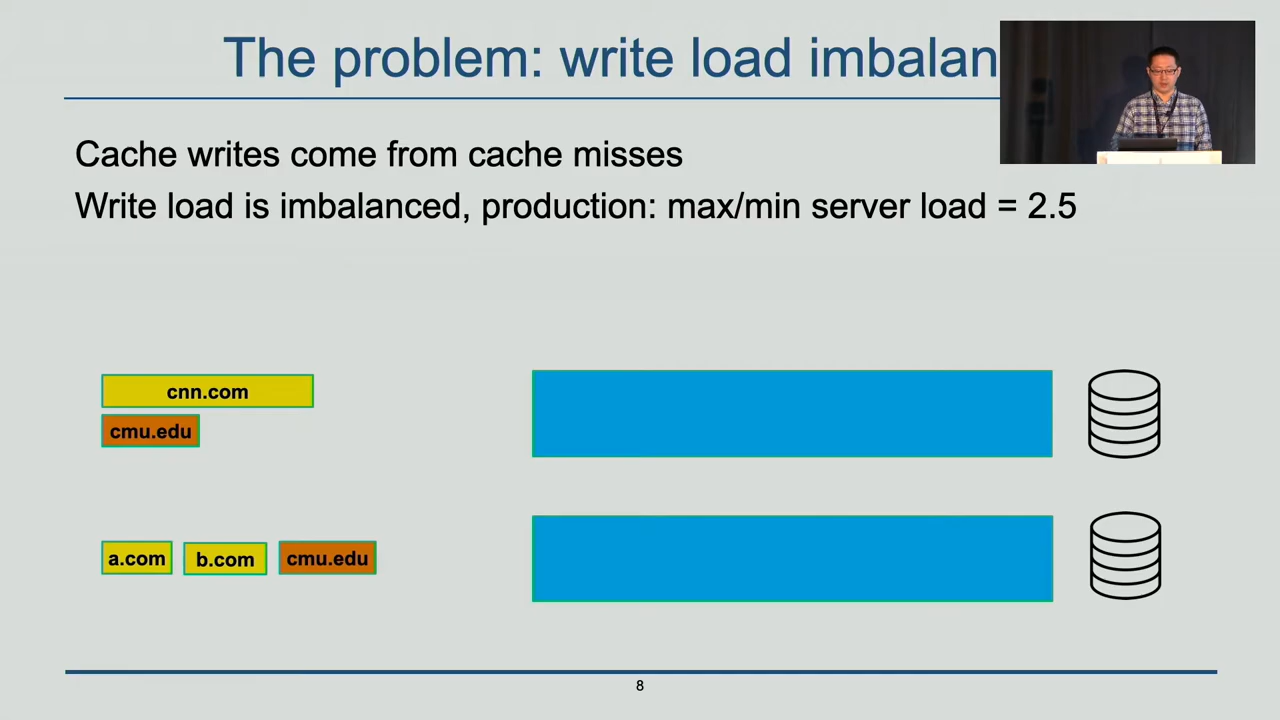 The problem: write load imbalan
Cache writes come from cache misses
Write load is imbalanced, production: max/min server load = 2.5
cnn.com
cmu.edu
a.com b.com cmu.edu
8